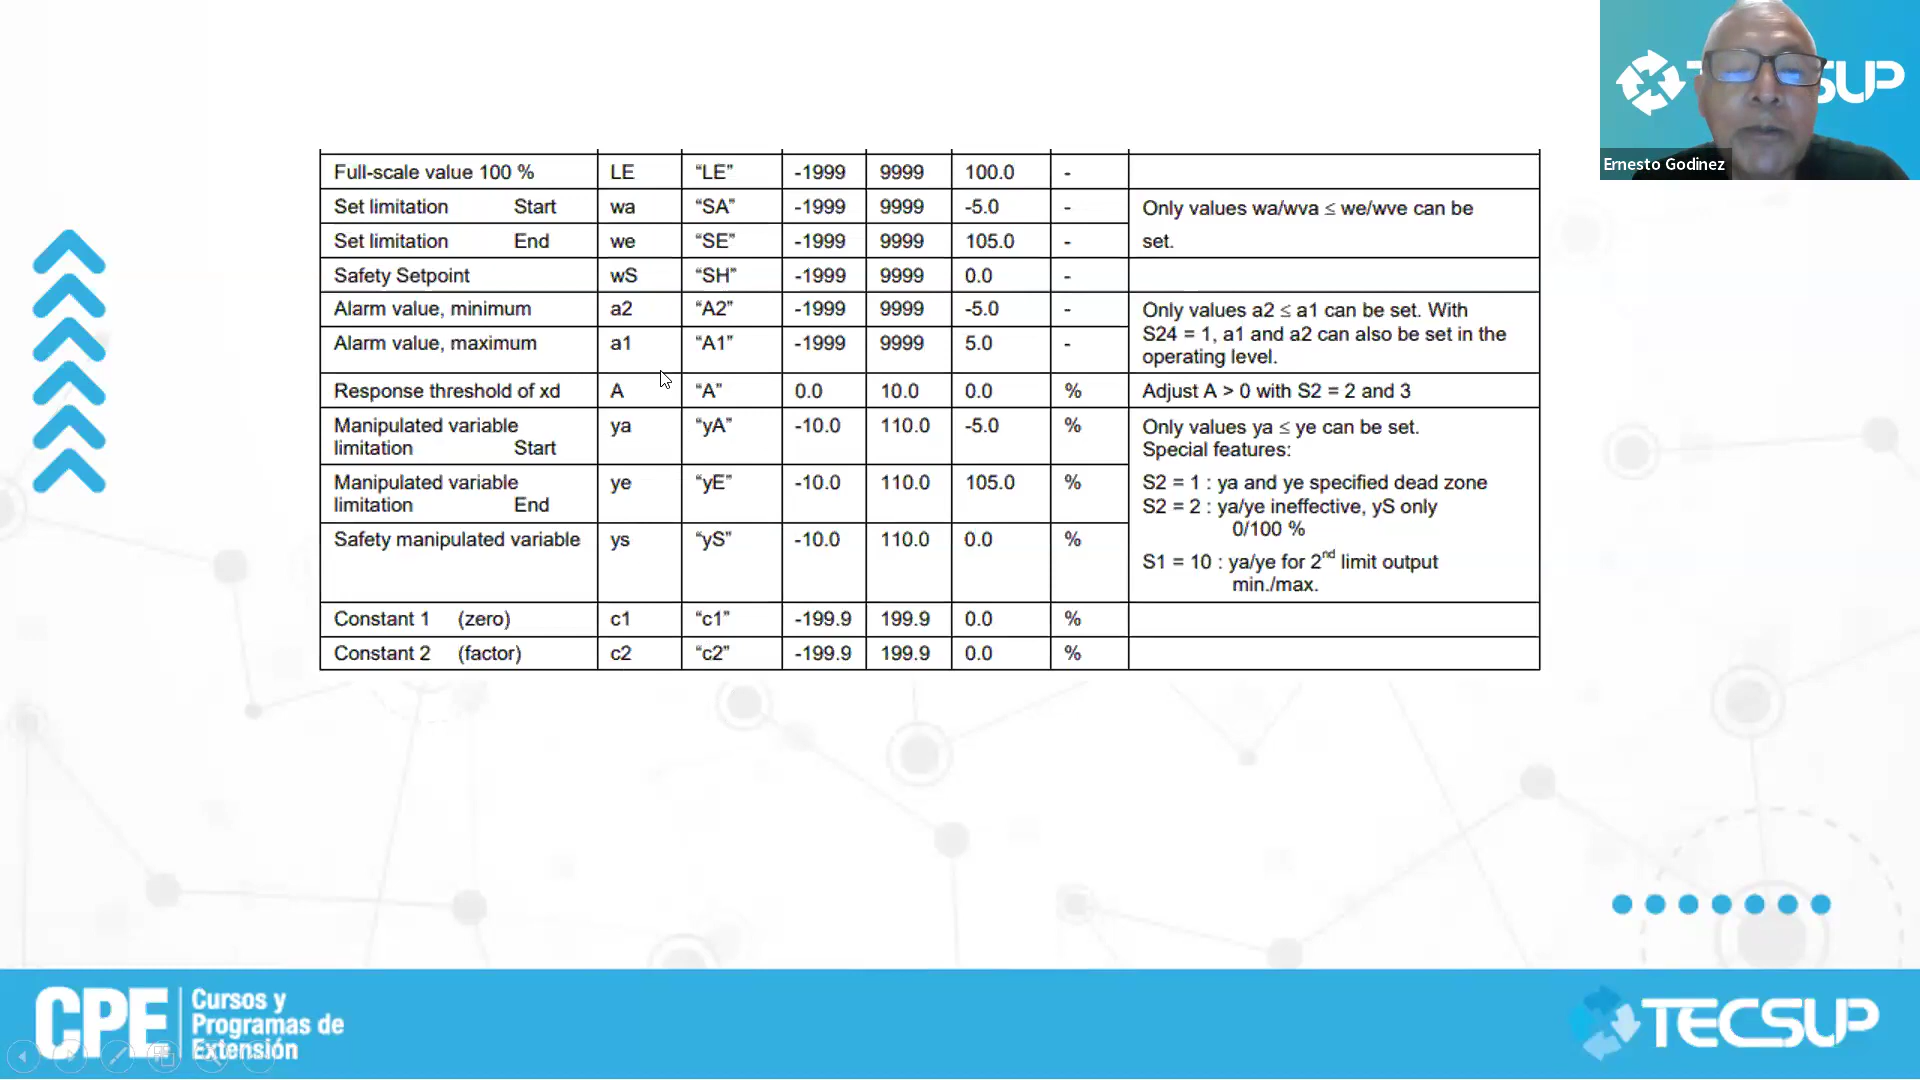 TECSUP
Ernesto Godinez
Full-scale value 100 % LE “LE” -1999 9999 100.0 -
Set limitation Start wa “SA” -1999 9999 -5.0 - Only values wa/wva ≤ we/wve can be
Set limitation End we “SE” -1999 9999 105.0 - set.
Safety Setpoint wS “SH” -1999 9999 0.0 -
Alarm value, minimum a2 “A2” -1999 9999 -5.0 - Only values a2 ≤ a1 can be set. With
S24 = 1, a1 and a2 can also be set in the
Alarm value, maximum a1 “A1” -1999 9999 5.0 -
operating level.
Response threshold of xd A “A” 0.0 10.0 0.0 % Adjust A > 0 with S2 = 2 and 3
Manipulated variable ya “yA” -10.0 110.0 -5.0 % Only values ya ≤ ye can be set.
limitation Start Special features:
Manipulated variable ye “yE” -10.0 110.0 105.0 % S2 = 1 : ya and ye specified dead zone
limitation End S2 = 2 : ya/ye ineffective, yS only
0/100 %
Safety manipulated variable ys “yS” -10.0 110.0 0.0 %
S1 = 10 : ya/ye for 2nd limit output
min./max.
Constant 1 (zero) c1 “c1” -199.9 199.9 0.0 %
Constant 2 (factor) c2 “c2” -199.9 199.9 0.0 %
CPE
Cursos y
Programas de
Extensión
TECSUP